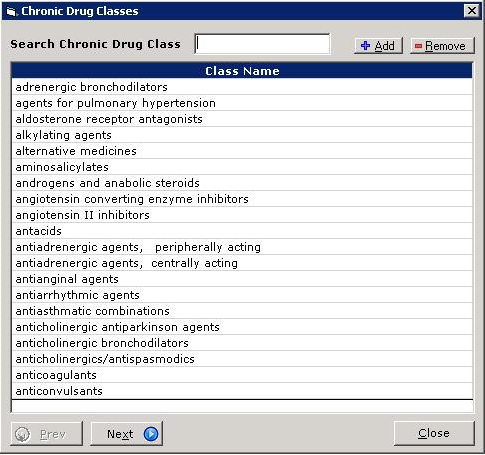 Chronic Drug Classes
Search Chronic Drug Class
Add
Remove
Class Name
adrenergic bronchodilators
agents for pulmonary hypertension
aldosterone receptor antagonists
alkylating agents
alternative medicines
aminosalicylates
androgens and anabolic steroids
angiotensin converting enzyme inhibitors
angiotensin II inhibitors
antacids
antiadrenergic agents,   peripherally acting
antiadrenergic agents,  centrally acting
antianginal agents
antiarrhythmic agents
antiasthmatic combinations
anticholinergic antiparkinson agents
anticholinergic bronchodilators
anticholinergics/antispasmodics
anticoagulants
anticonvulsants
Prev
Next
Close